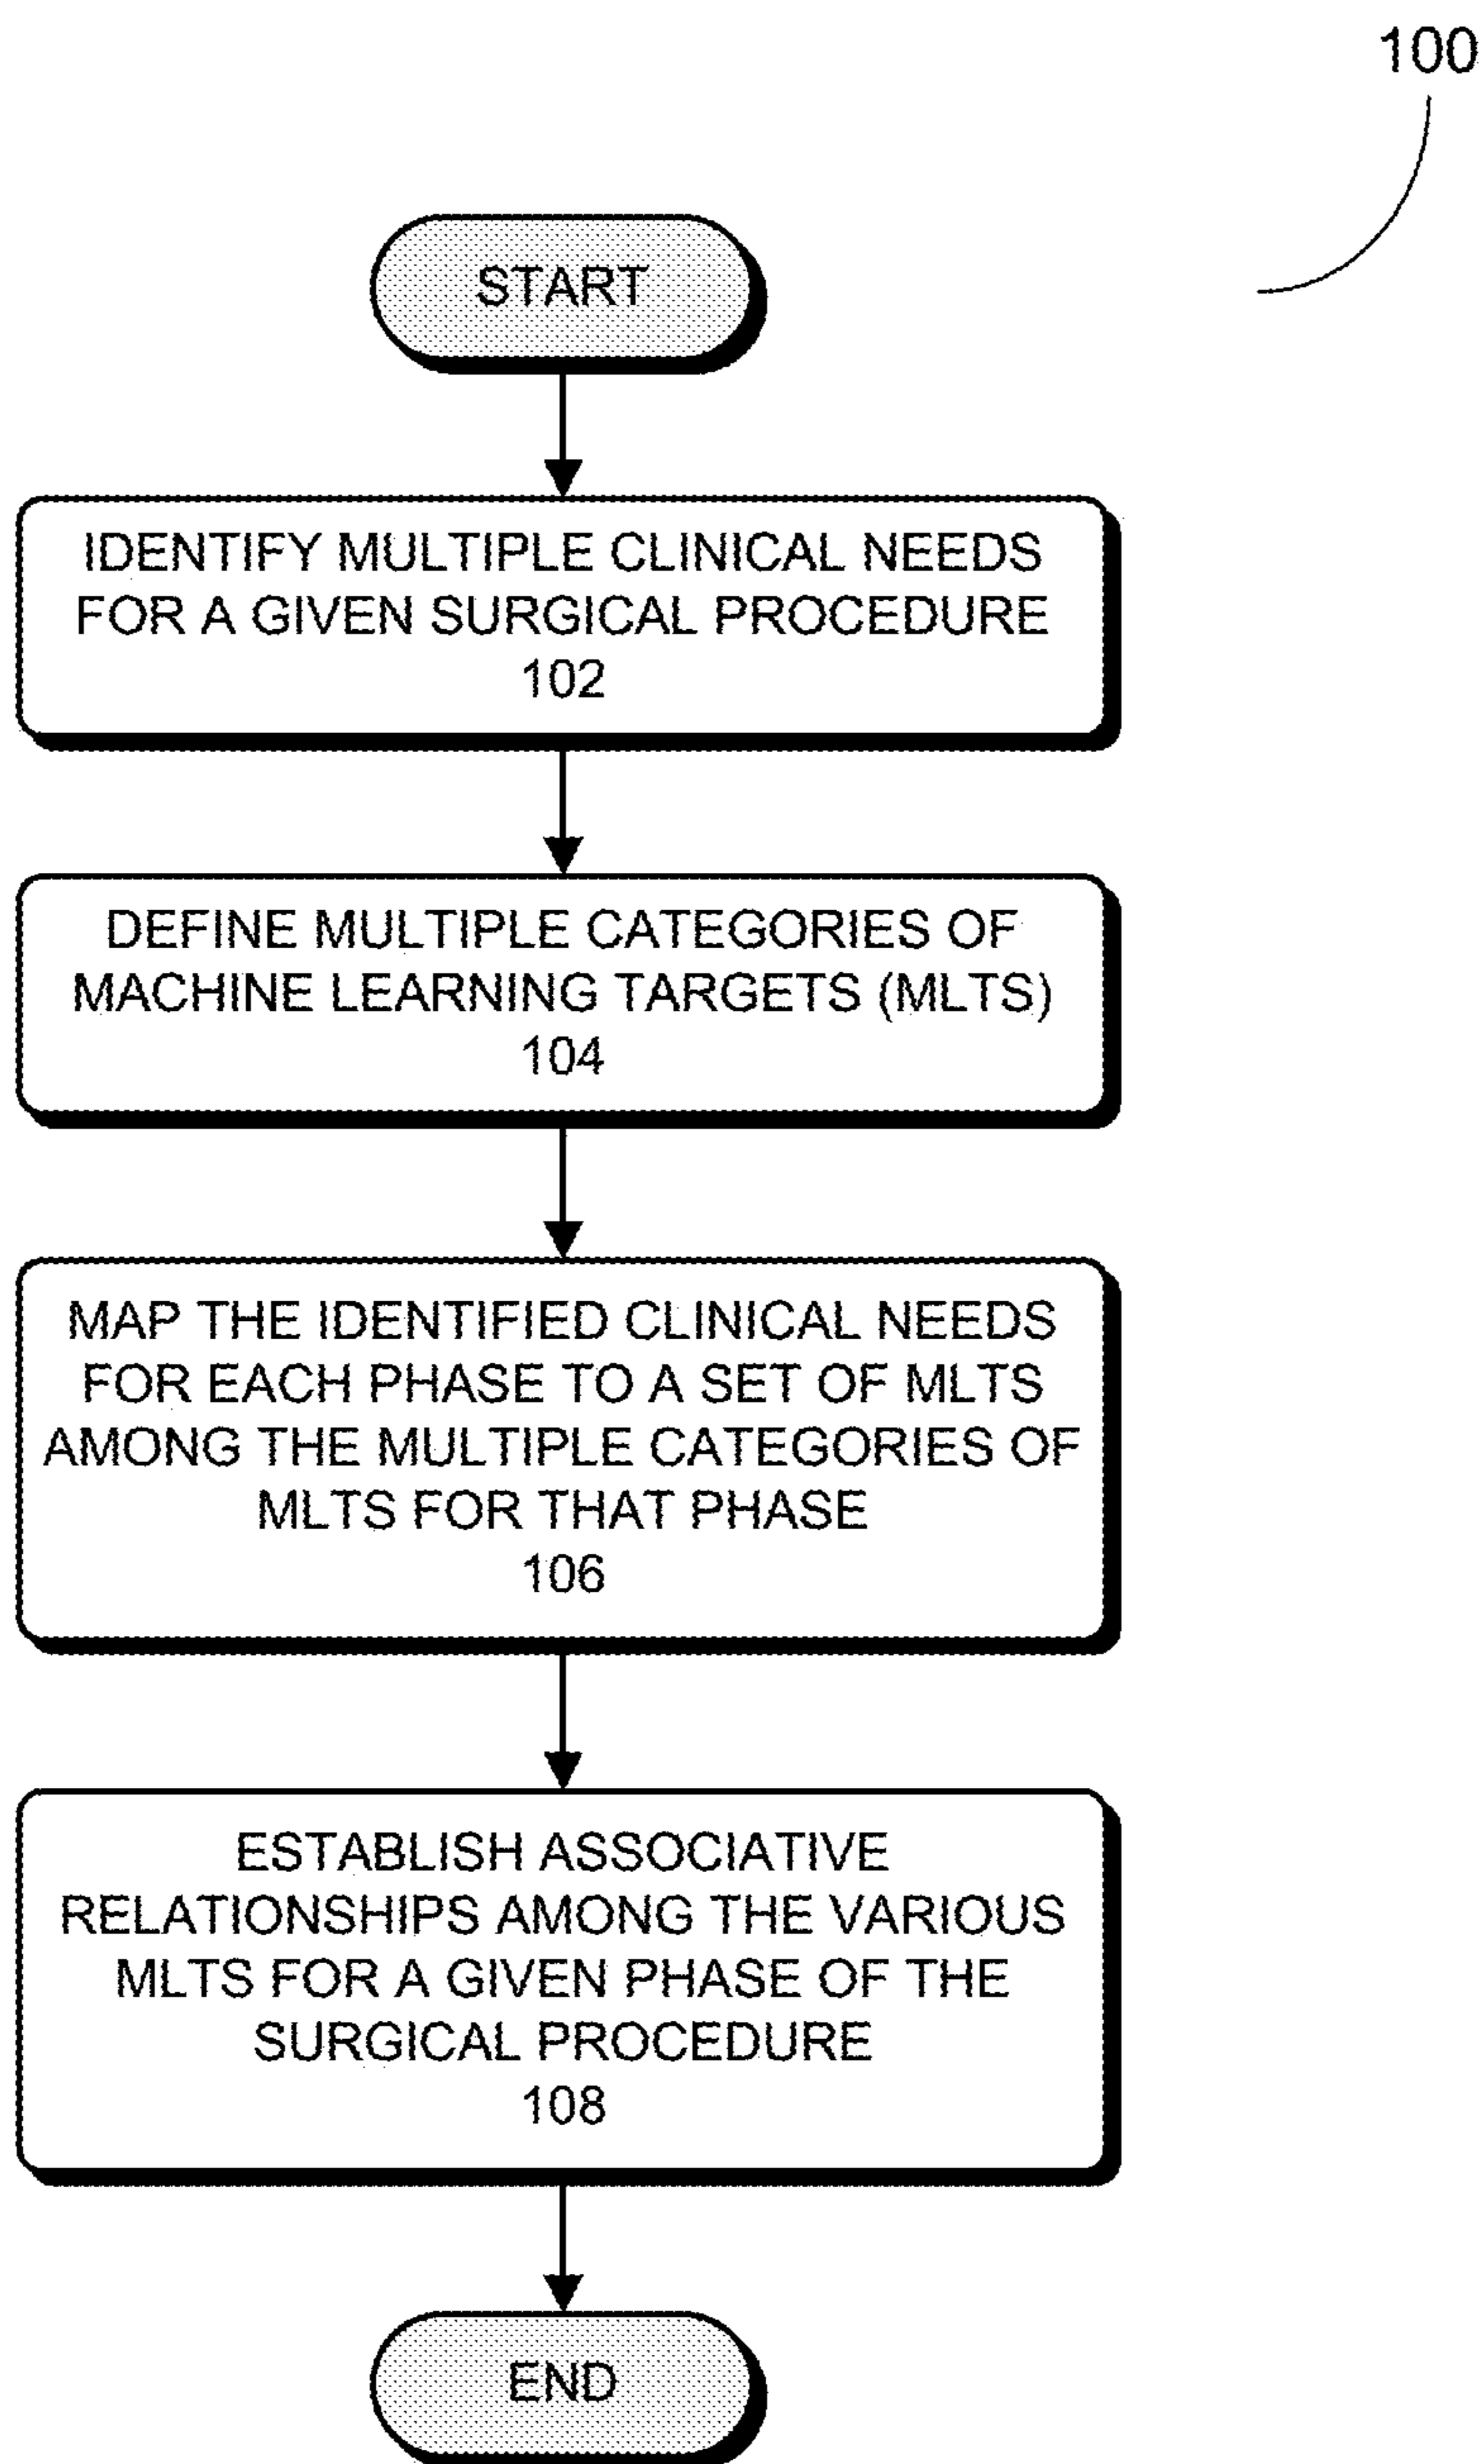 100
START
IDENTIFY MULTIPLE CLINICAL NEEDS
FOR A GIVEN SURGICAL PROCEDURE
102
DEFINE MULTIPLE CATEGORIES OF
MACHINE LEARNING TARGETS (MLTS)
104
MAP THE IDENTIFIED CLINICAL NEEDS
FOR EACH PHASE TO A SET OF MLTS
AMONG THE MULTIPLE CATEGORIES OF
MLTS FOR THAT PHASE
106
ESTABLISH ASSOCIATIVE
RELATIONSHIPS AMONG THE VARIOUS
MLTS FOR A GIVEN PHASE OF THE
SURGICAL PROCEDURE
108
END